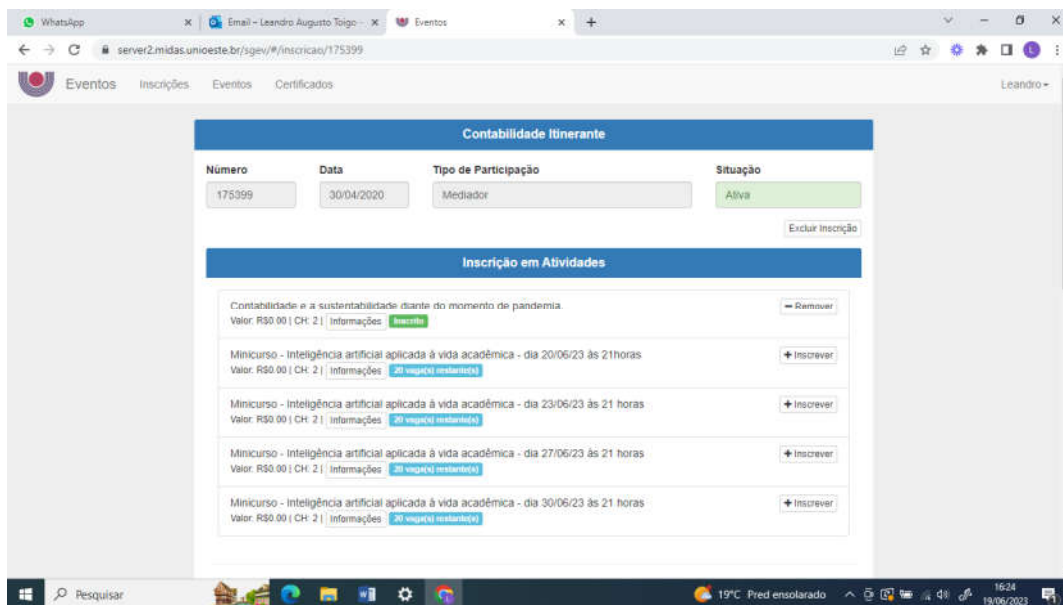 WhatsApp
Email – Leandro Augusto Toigo -
Eventos
server2.midas.unioeste.br/sgev/#/inscricao/175399
Eventos Inscrições Eventos Certificados Leandro
Contabilidade Itinerante
Número Data Tipo de Participação Situação
175399 30/04/2020 Mediador Ativa
Excluir Inscrição
Inscrição em Atividades
Contabilidade e a sustentabilidade diante do momento de pandemia.
Remover
Valor: R$0.00 | CH: 2 | Informações Inscrito
Minicurso - Inteligência artificial aplicada à vida acadêmica - dia 20/06/23 às 21horas
Inscrever
Valor: R$0.00 | CH: 2 | Informações 20 vaga(s) restante(s)
Minicurso - Inteligência artificial aplicada à vida acadêmica - dia 23/06/23 às 21 horas
Inscrever
Valor: R$0.00 | CH: 2 | Informações 20 vaga(s) restante(s)
Minicurso - Inteligência artificial aplicada à vida acadêmica - dia 27/06/23 às 21 horas
Inscrever
Valor: R$0.00 | CH: 2 | Informações 20 vaga(s) restante(s)
Minicurso - Inteligência artificial aplicada à vida acadêmica - dia 30/06/23 às 21 horas
Inscrever
Valor: R$0.00 | CH: 2 | Informações 20 vaga(s) restante(s)
Pesquisar
19°C Pred ensolarado
16:24
19/06/2023